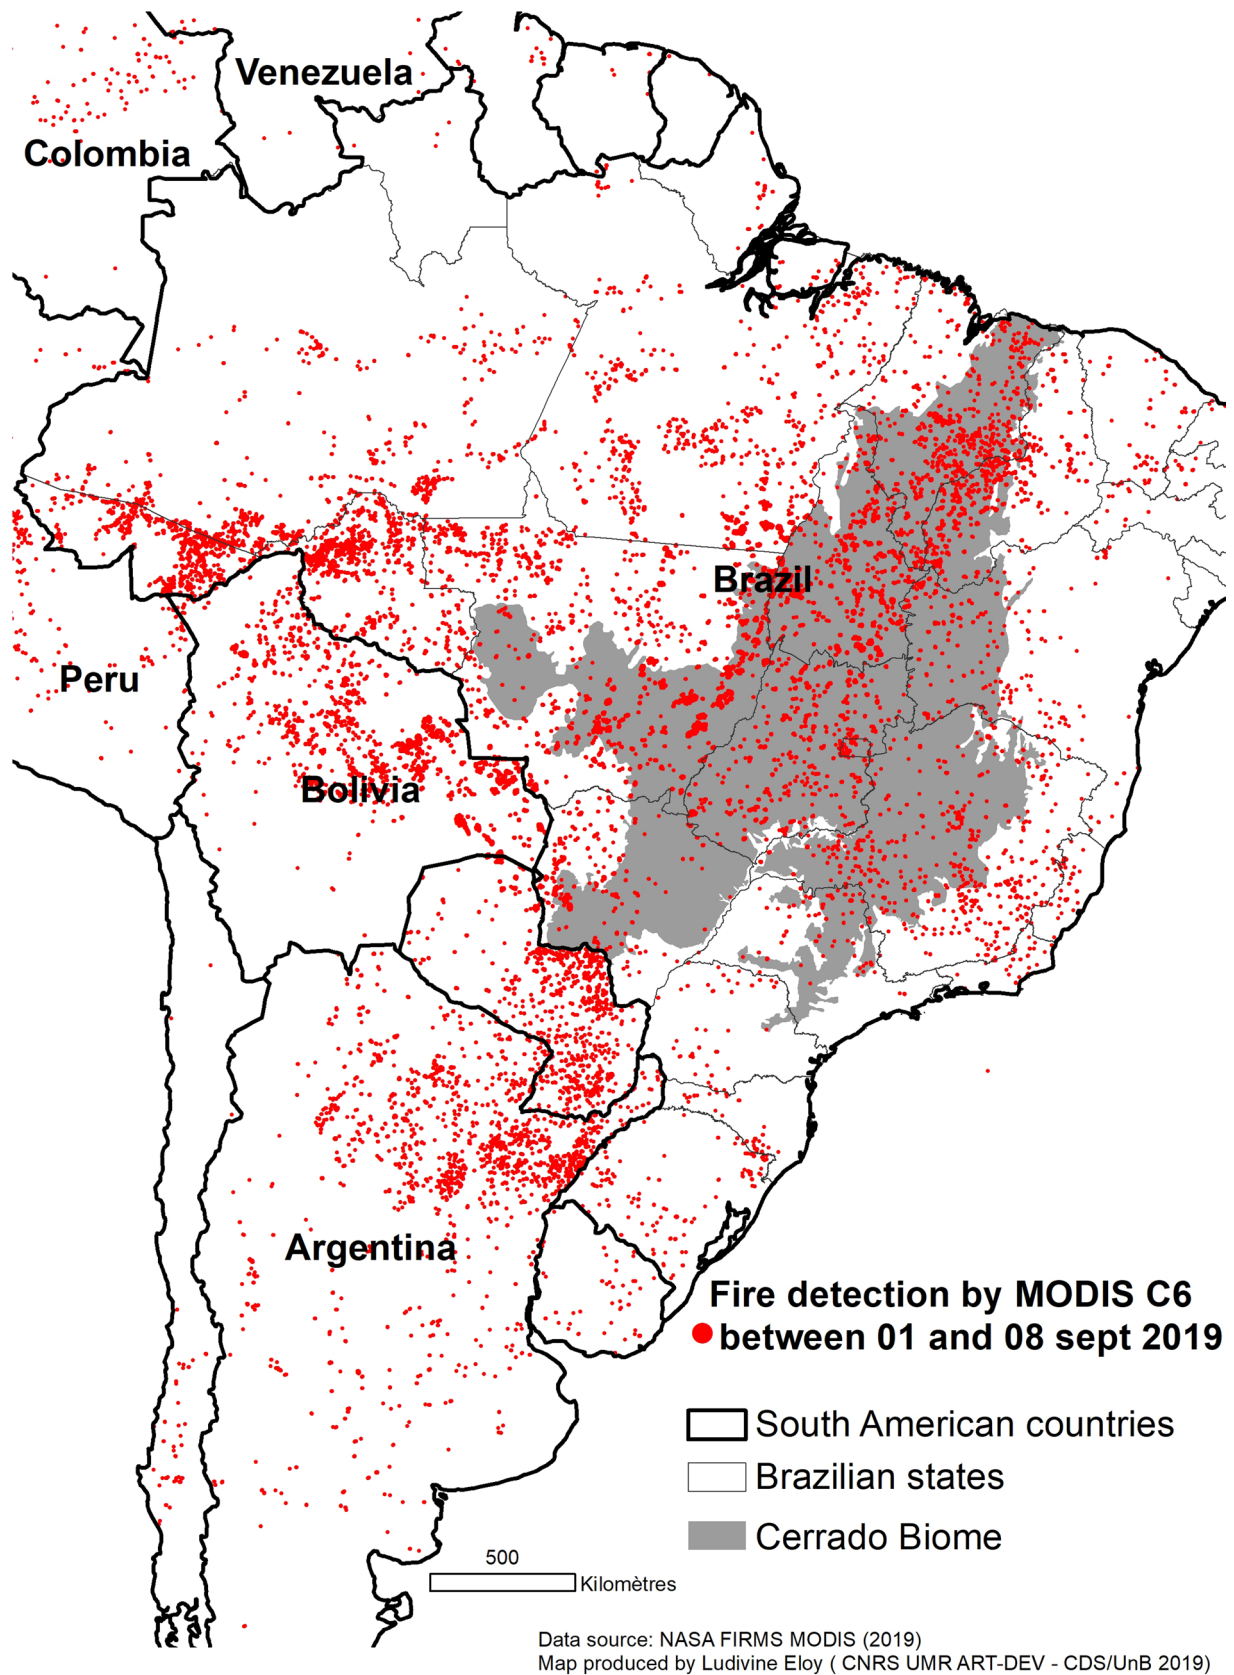 Venezuela
Colombia
Brazil
Peru
Bolivia
Argentina
Fire detection by MODIS C6
between 01 and 08 sept 2019
South American countries
Brazilian states
Cerrado Biome
500
Kilomètres
Data source: NASA FIRMS MODIS (2019)
Map produced by Ludivine Eloy ( CNRS UMR ART-DEV - CDS/UnB 2019)